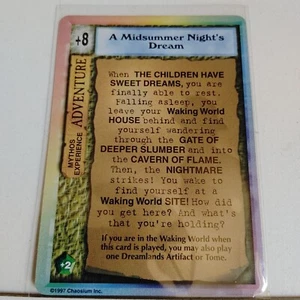 +8
A Midsummer Night's
Dream
MYTHOS
EXPERIENCE
ADVENTURE
When THE CHILDREN HAVE
SWEET DREAMS, you are
finally able to rest.
Falling asleep, you
leave your Waking World
HOUSE behind and find
yourself wandering
through the GATE OF
DEEPER SLUMBER and into
the CAVERN OF FLAME.
Then, the NIGHTMARE
strikes! You wake to
find yourself at a
Waking World SITE! How did
you get here? And what's
that you're holding?
If you are in the Waking World when
this card is played, you may also play
one Dreamlands Artifact or Tome.
+2
©1997 Chaosium Inc.